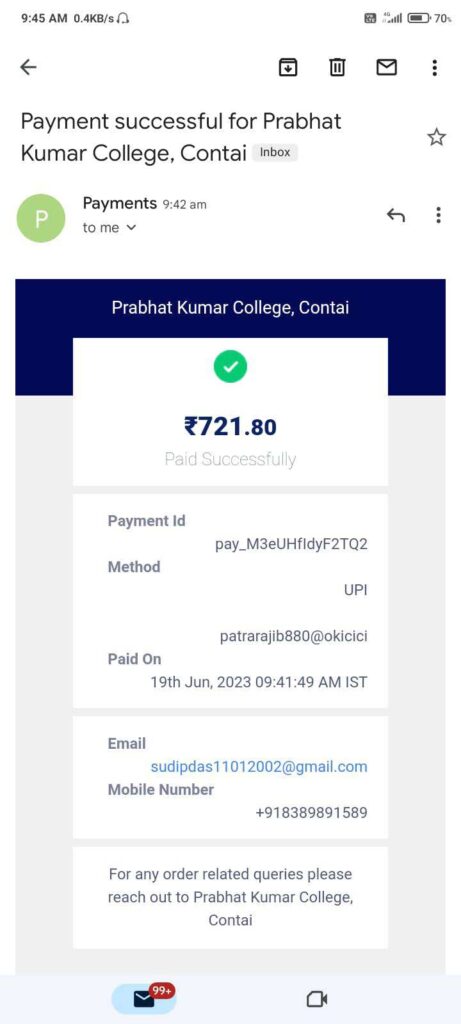 9:45 AM 0.4KB/s 4G 70%
Payment successful for Prabhat
Kumar College, Contai Inbox
P
Payments 9:42 am
to me
Prabhat Kumar College, Contai
₹721.80
Paid Successfully
Payment Id
pay_M3eUHfIdyF2TQ2
Method
UPI
patrarajib880@okicici
Paid On
19th Jun, 2023 09:41:49 AM IST
Email
sudipdas11012002@gmail.com
Mobile Number
+918389891589
For any order related queries please
reach out to Prabhat Kumar College,
Contai
99+